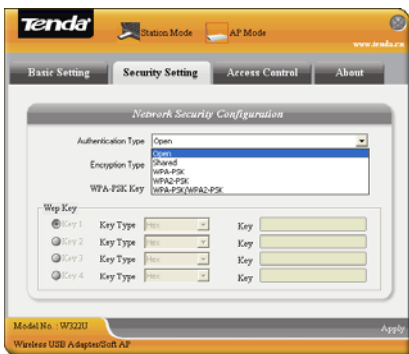 Tenda
Station Mode
AP Mode
www.tenda.cn
Basic Setting
Security Setting
Access Control
About
Network Security Configuration
Authentication Type Open
Open
Encryption Type Shared
WPA-PSK
WPA2-PSK
WPA-PSK Key WPA-PSK/WPA2-PSK
Wep Key
Key 1 Key Type Hex Key
Key 2 Key Type Hex Key
Key 3 Key Type Hex Key
Key 4 Key Type Hex Key
Model No. : W322U
Apply
Wireless USB Adapter/Soft AP